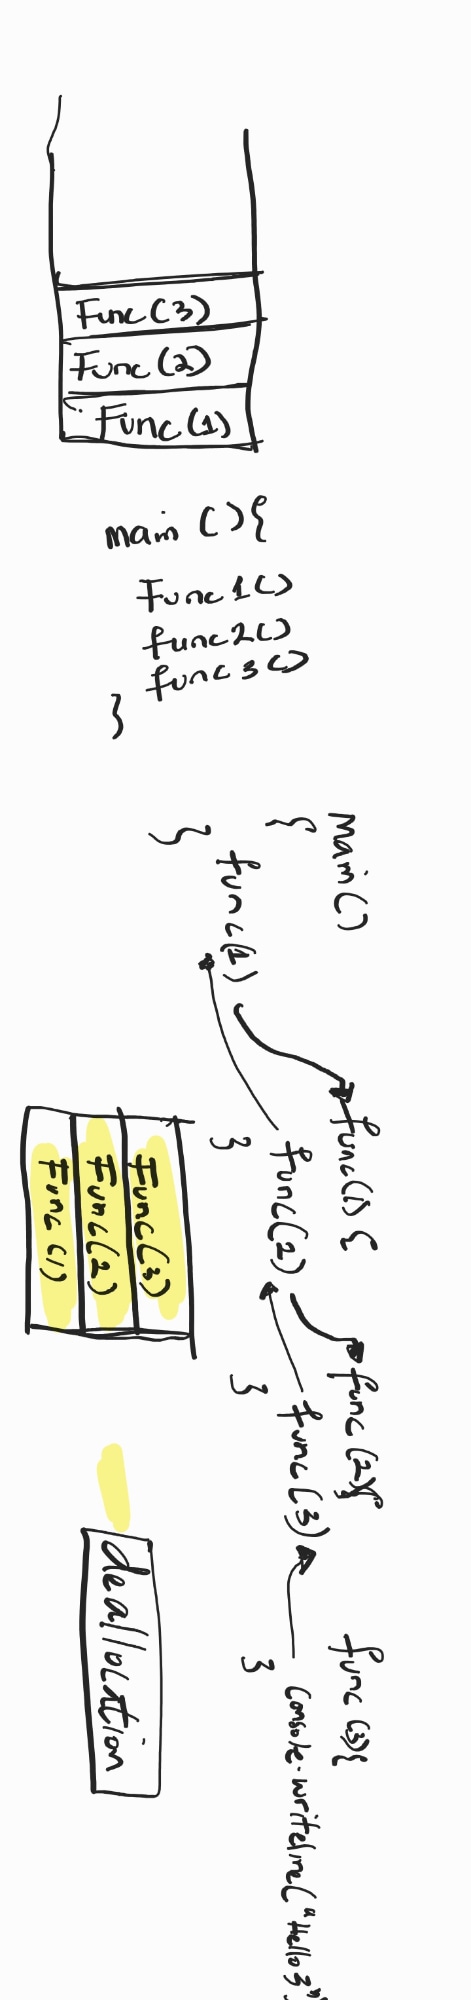 Func(3)
Func(2)
Func(1)
main (){
Func1()
func2()
func3()
}
Main()
{
func(1)
}
func(1){
func(2)
}
func(2){
func(3)
}
func(3){
Console.writeline("Hello3")
}
Func(3)
Func(2)
Func(1)
deallocation